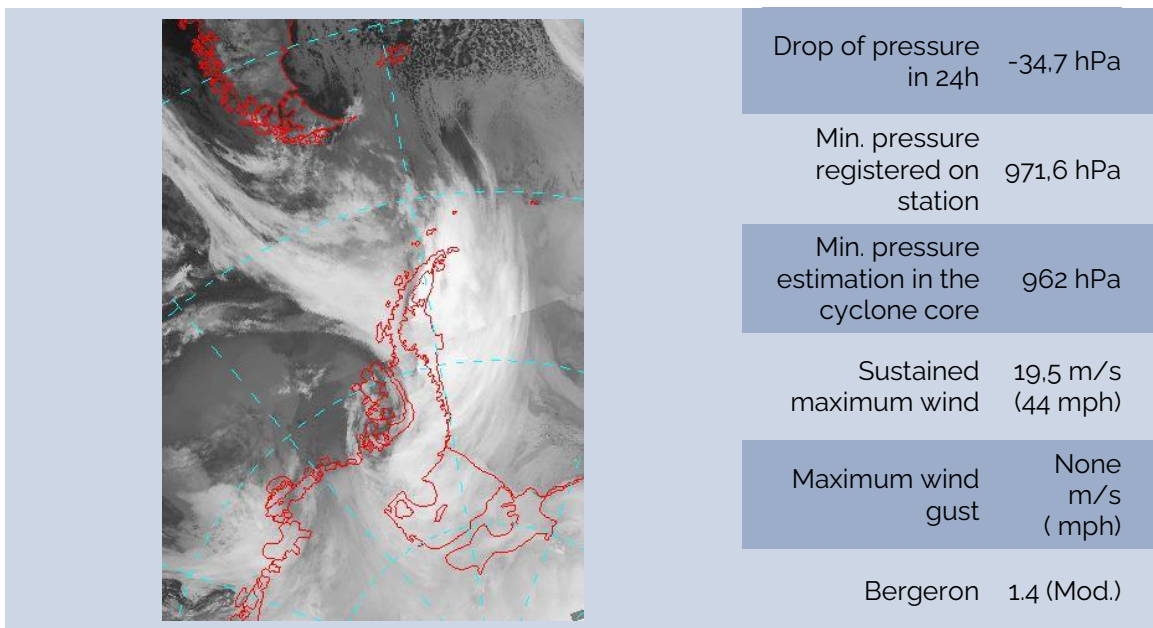 Drop of pressure
in 24h
-34,7 hPa
Min. pressure
registered on
station
971,6 hPa
Min. pressure
estimation in the
cyclone core
962 hPa
Sustained
maximum wind
19,5 m/s
(44 mph)
Maximum wind
gust
None
m/s
( mph)
Bergeron
1.4 (Mod.)